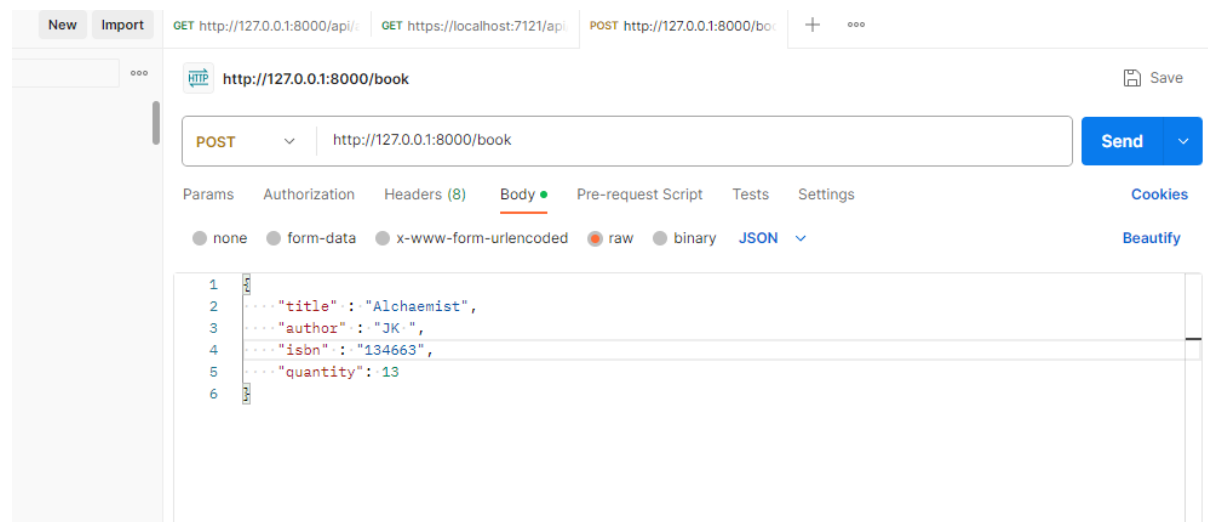 New Import GET http://127.0.0.1:8000/api/ GET https://localhost:7121/api POST http://127.0.0.1:8000/bo
HTTP http://127.0.0.1:8000/book Save
POST http://127.0.0.1:8000/book Send
Params Authorization Headers (8) Body Pre-request Script Tests Settings Cookies
none form-data x-www-form-urlencoded raw binary JSON Beautify
1 {
2 "title" : "Alchaemist",
3 "author" : "JK ",
4 "isbn" : "134663",
5 "quantity": 13
6 }